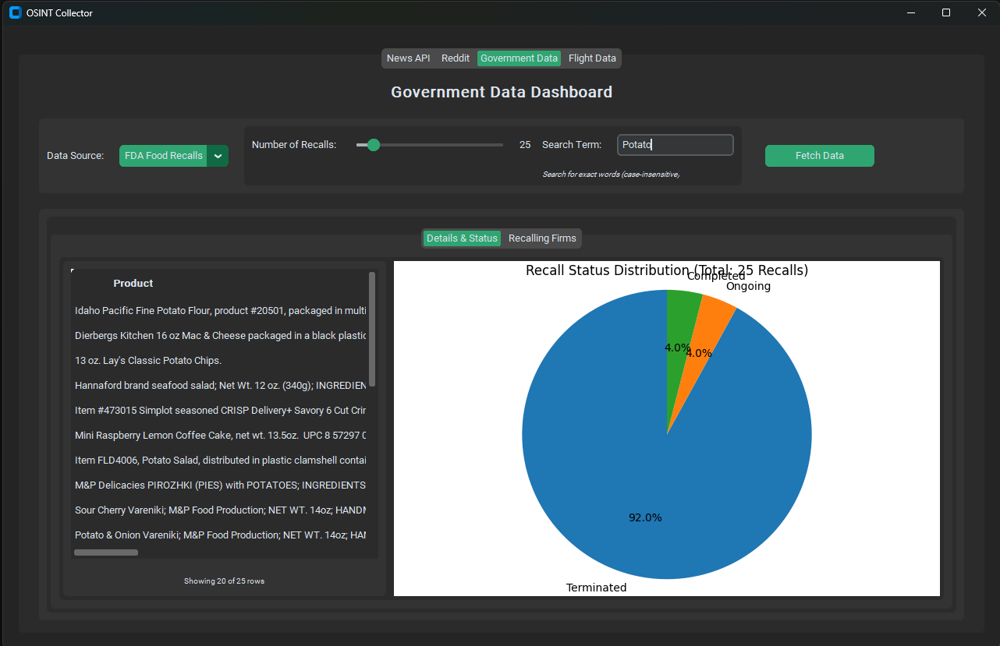 OSINT Collector
News API Reddit Government Data Flight Data
Government Data Dashboard
Data Source: FDA Food Recalls Number of Recalls: 25 Search Term: Potato Fetch Data
Search for exact words (case-insensitive)
Details & Status Recalling Firms
Product
Idaho Pacific Fine Potato Flour, product #20501, packaged in multi
Dierbergs Kitchen 16 oz Mac & Cheese packaged in a black plastic
13 oz. Lay's Classic Potato Chips.
Hannaford brand seafood salad; Net Wt. 12 oz. (340g); INGREDIEN
Item #473015 Simplot seasoned CRISP Delivery+ Savory 6 Cut Crin
Mini Raspberry Lemon Coffee Cake, net wt. 13.5oz. UPC 8 57297 0
Item FLD4006, Potato Salad, distributed in plastic clamshell contai
M&P Delicacies PIROZHKI (PIES) with POTATOES; INGREDIENTS
Sour Cherry Vareniki; M&P Food Production; NET WT. 14oz; HANDM
Potato & Onion Vareniki; M&P Food Production; NET WT. 14oz; HAN
Showing 20 of 25 rows
Recall Status Distribution (Total: 25 Recalls)
Completed
Ongoing
4.0%
4.0%
92.0%
Terminated